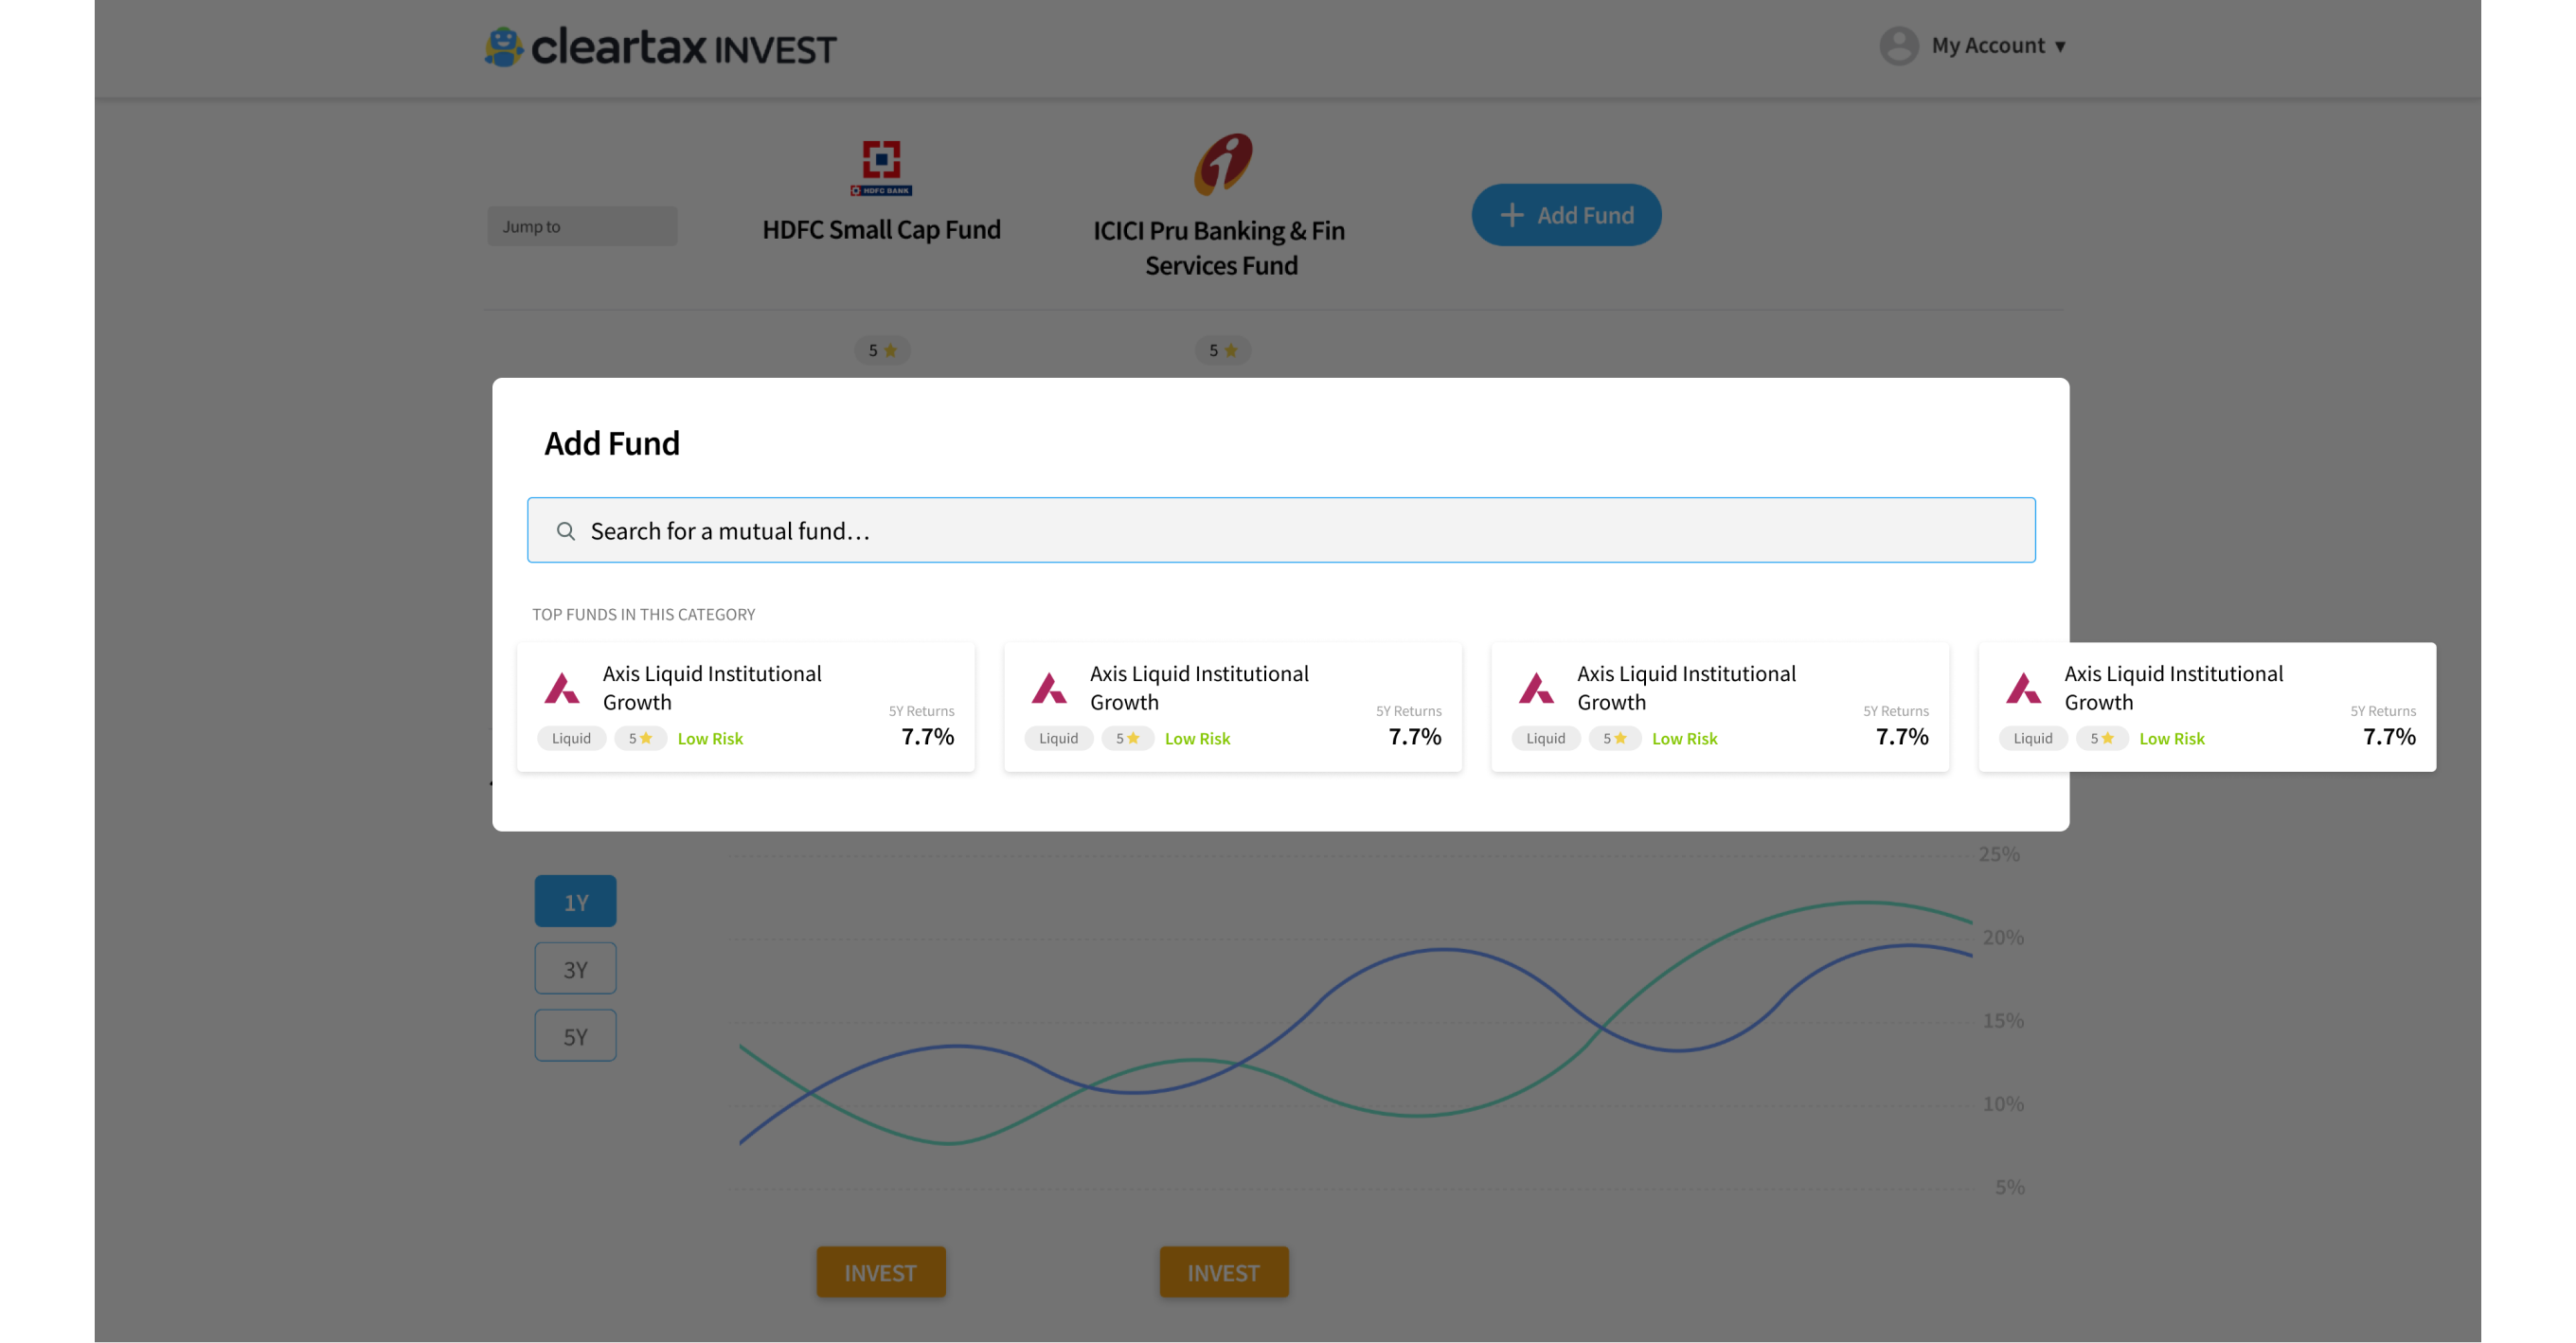 cleartax INVEST
My Account ▼
HDFC BANK
Jump to
HDFC Small Cap Fund
ICICI Pru Banking & Fin
Services Fund
+ Add Fund
5 ★
5 ★
Add Fund
Search for a mutual fund...
TOP FUNDS IN THIS CATEGORY
Axis Liquid Institutional
Growth
5Y Returns
Liquid 5★ Low Risk 7.7%
Axis Liquid Institutional
Growth
5Y Returns
Liquid 5★ Low Risk 7.7%
Axis Liquid Institutional
Growth
5Y Returns
Liquid 5★ Low Risk 7.7%
Axis Liquid Institutional
Growth
5Y Returns
Liquid 5★ Low Risk 7.7%
25%
1Y
20%
3Y
15%
5Y
10%
5%
INVEST
INVEST